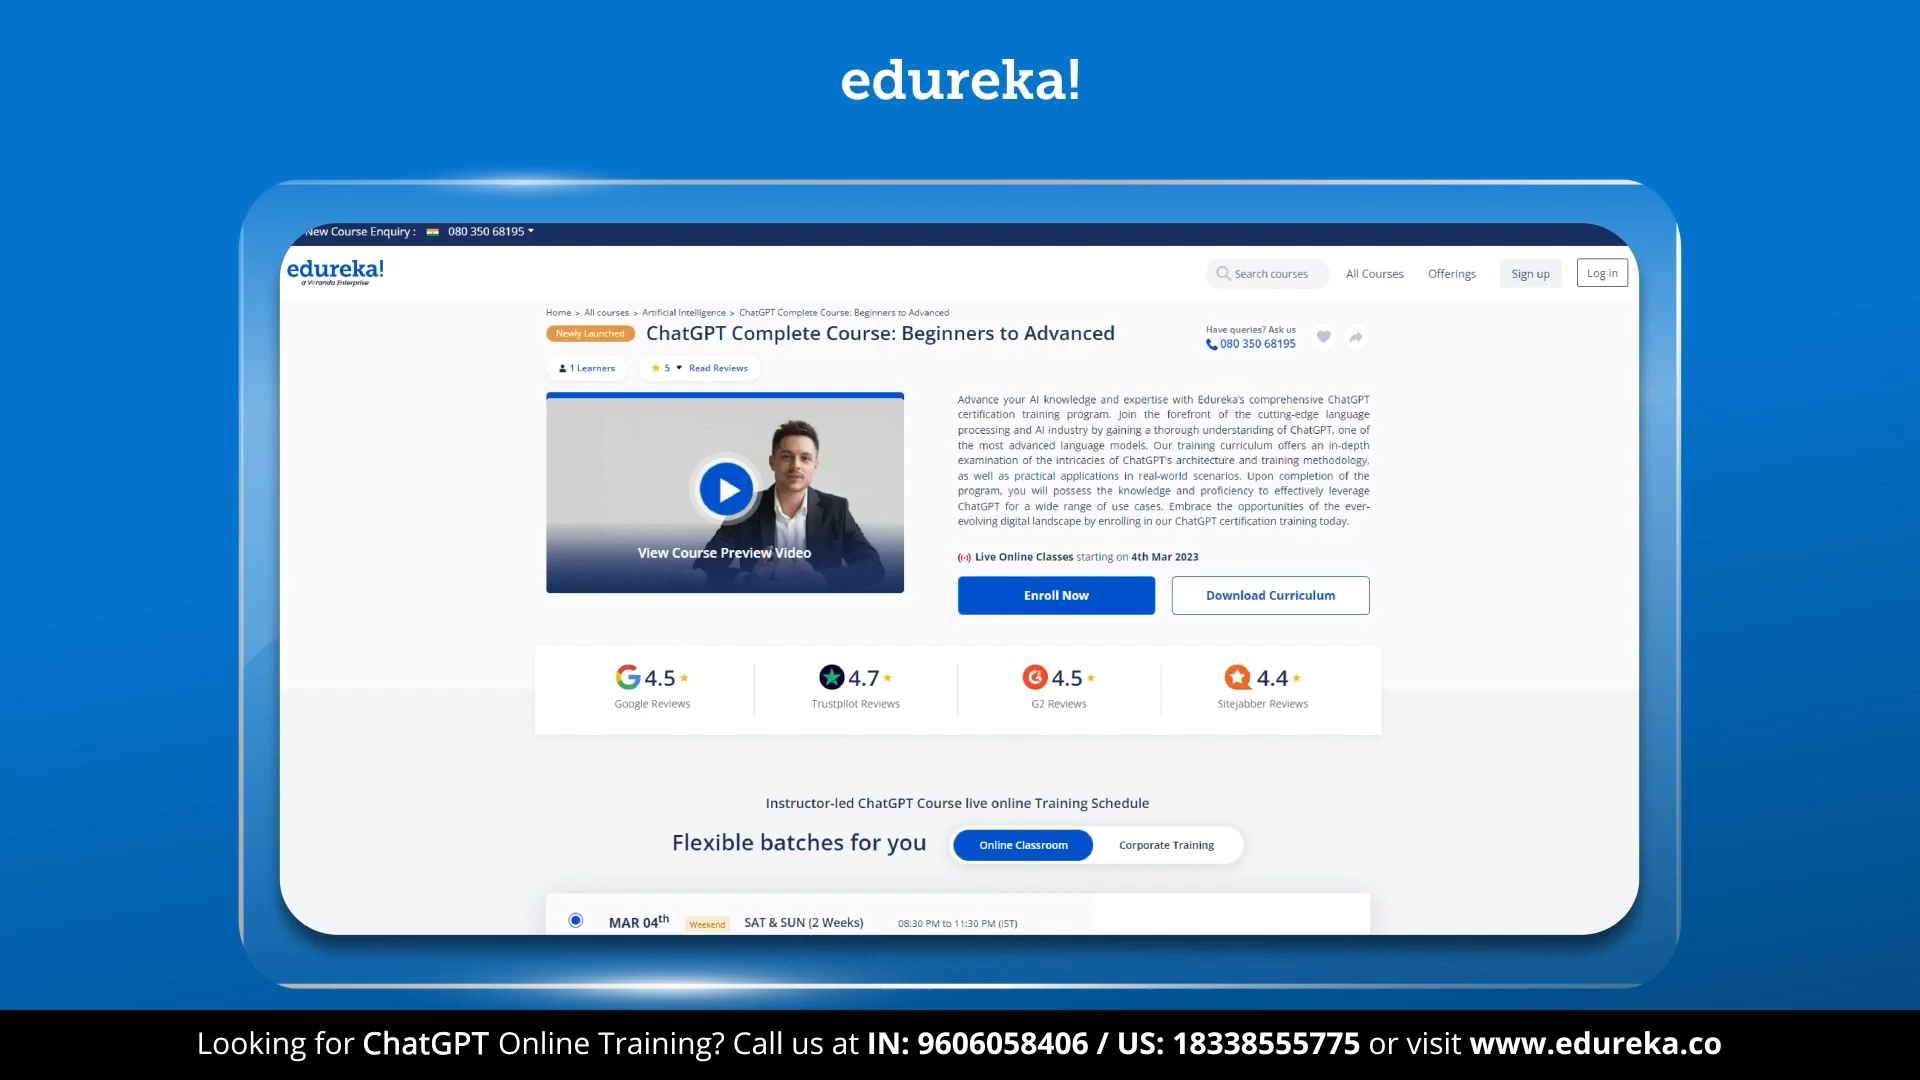 edureka!
New Course Enquiry : 080 350 68195
edureka!
a Veranda Enterprise
Search courses
All Courses
Offerings
Sign up
Log in
Home > All courses > Artificial Intelligence > ChatGPT Complete Course: Beginners to Advanced
Newly Launched
ChatGPT Complete Course: Beginners to Advanced
Have queries? Ask us
080 350 68195
1 Learners
5 Read Reviews
View Course Preview Video
Advance your AI knowledge and expertise with Edureka's comprehensive ChatGPT
certification training program. Join the forefront of the cutting-edge language
processing and AI industry by gaining a thorough understanding of ChatGPT, one of
the most advanced language models. Our training curriculum offers an in-depth
examination of the intricacies of ChatGPT's architecture and training methodology,
as well as practical applications in real-world scenarios. Upon completion of the
program, you will possess the knowledge and proficiency to effectively leverage
ChatGPT for a wide range of use cases. Embrace the opportunities of the ever-
evolving digital landscape by enrolling in our ChatGPT certification training today.
Live Online Classes starting on 4th Mar 2023
Enroll Now
Download Curriculum
4.5
Google Reviews
4.7
Trustpilot Reviews
4.5
G2 Reviews
4.4
Sitejabber Reviews
Instructor-led ChatGPT Course live online Training Schedule
Flexible batches for you
Online Classroom
Corporate Training
MAR 04th Weekend SAT & SUN (2 Weeks) 08:30 PM to 11:30 PM (IST)
Looking for ChatGPT Online Training? Call us at IN: 9606058406 / US: 18338555775 or visit www.edureka.co